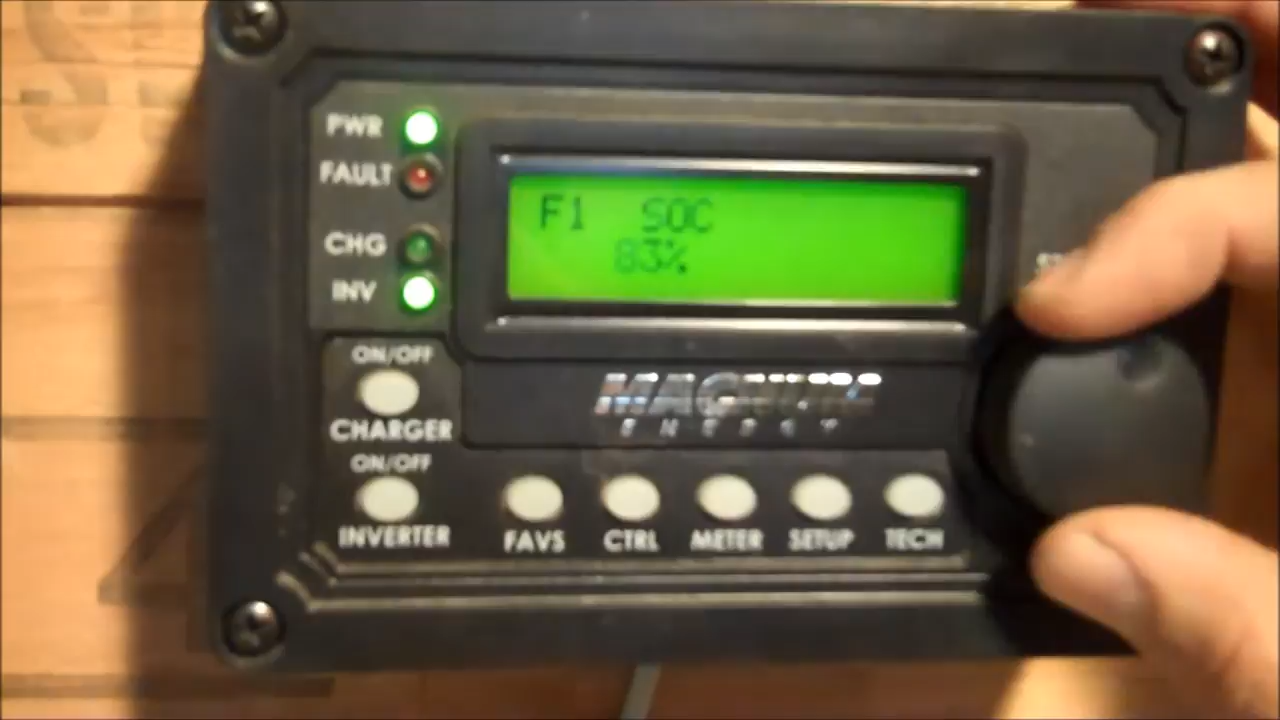 PWR
FAULT
CHG
INV
F1 SOC
83%
ON/OFF
CHARGER
ON/OFF
INVERTER
MAGNUM
ENERGY
FAVS
CTRL
METER
SETUP
TECH